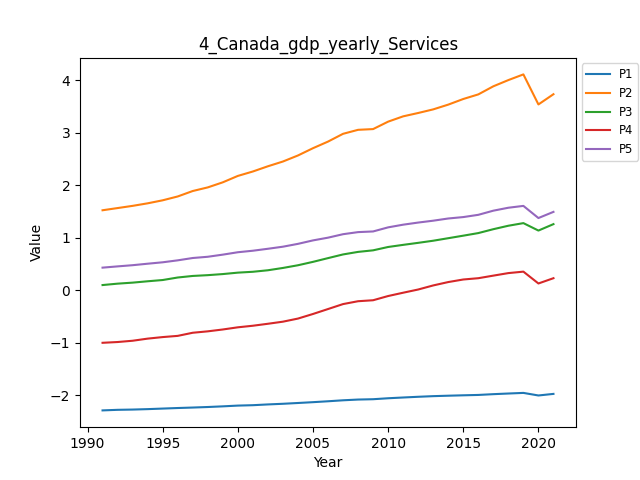 4_Canada_gdp_yearly_Services
P1
P2
P3
P4
P5
Value
4
3
2
1
0
−1
−2
1990 1995 2000 2005 2010 2015 2020
Year